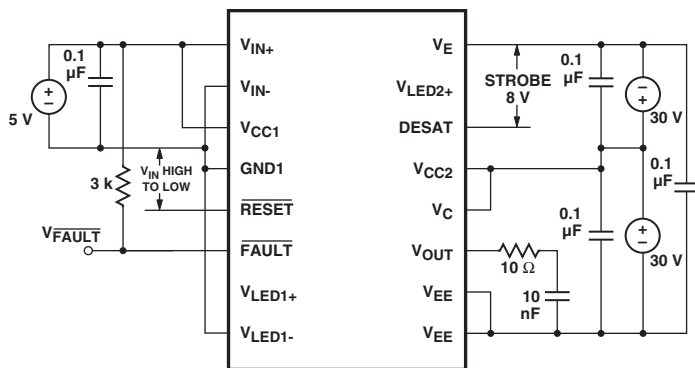 0.1
µF
+
−
5 V
3 k
V_IN HIGH
TO LOW
V_FAULT
V_IN+
V_IN-
V_CC1
GND1
RESET
FAULT
V_LED1+
V_LED1-
V_E
V_LED2+
DESAT
V_CC2
V_C
V_OUT
V_EE
V_EE
STROBE
8 V
10 Ω
10
nF
0.1
µF
−
+
30 V
0.1
µF
0.1
µF
+
−
30 V